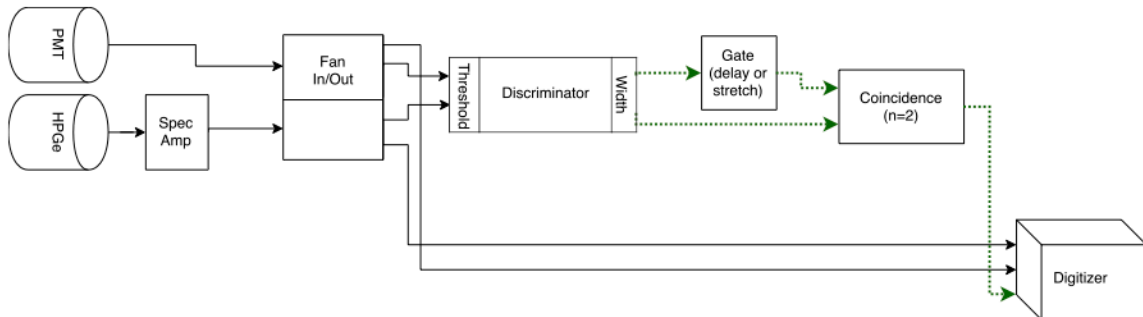 PMT
HPGe
Spec
Amp
Fan
In/Out
Threshold
Discriminator
Width
Gate
(delay or
stretch)
Coincidence
(n=2)
Digitizer